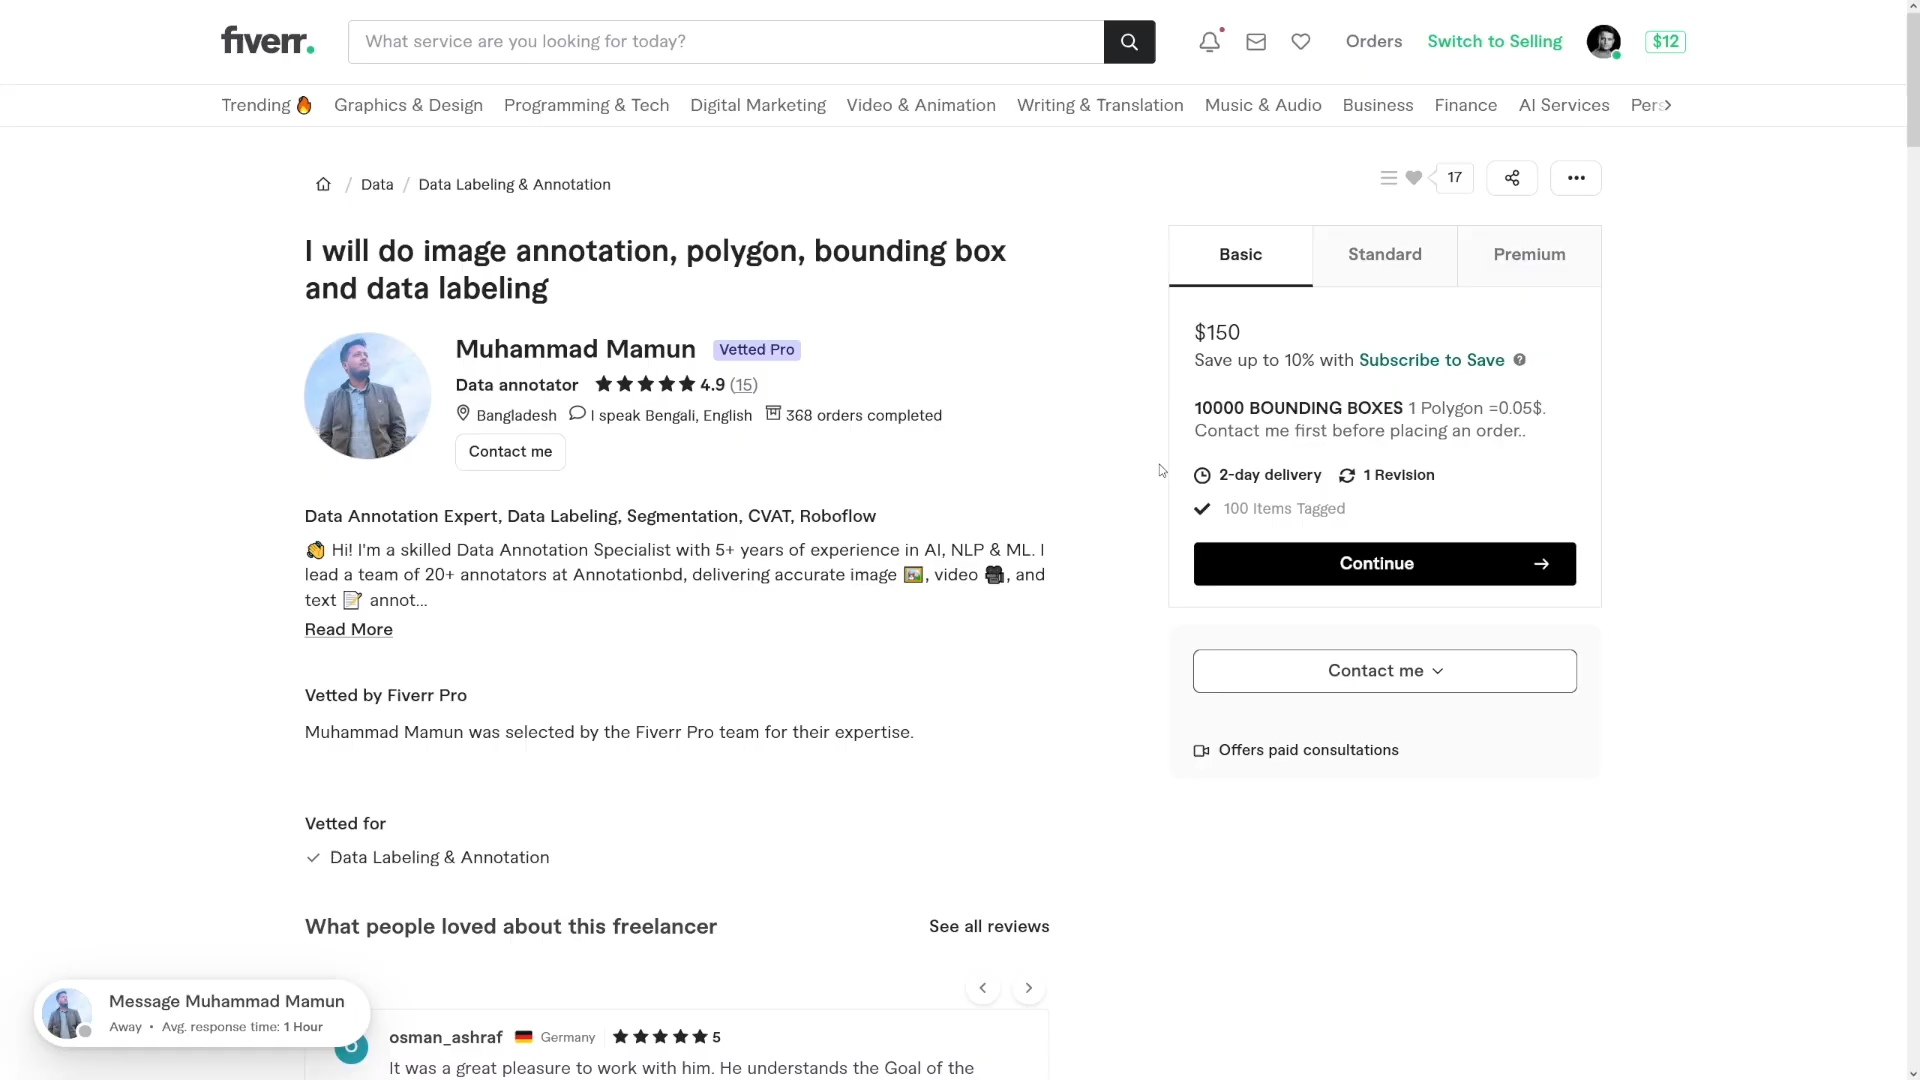 fiverr.
What service are you looking for today?
Orders
Switch to Selling
$12
Trending
Graphics & Design
Programming & Tech
Digital Marketing
Video & Animation
Writing & Translation
Music & Audio
Business
Finance
AI Services
Pers
/ Data / Data Labeling & Annotation
17
I will do image annotation, polygon, bounding box
and data labeling
Muhammad Mamun
Vetted Pro
Data annotator
4.9 (15)
Bangladesh
I speak Bengali, English
368 orders completed
Contact me
Data Annotation Expert, Data Labeling, Segmentation, CVAT, Roboflow
👋 Hi! I'm a skilled Data Annotation Specialist with 5+ years of experience in AI, NLP & ML. I
lead a team of 20+ annotators at Annotationbd, delivering accurate image 🖼️, video 🎥, and
text 📝 annot...
Read More
Vetted by Fiverr Pro
Muhammad Mamun was selected by the Fiverr Pro team for their expertise.
Vetted for
Data Labeling & Annotation
What people loved about this freelancer
See all reviews
osman_ashraf
Germany
5
It was a great pleasure to work with him. He understands the Goal of the
Basic
Standard
Premium
$150
Save up to 10% with Subscribe to Save
10000 BOUNDING BOXES 1 Polygon =0.05$.
Contact me first before placing an order..
2-day delivery
1 Revision
100 Items Tagged
Continue
Contact me
Offers paid consultations
Message Muhammad Mamun
Away • Avg. response time: 1 Hour